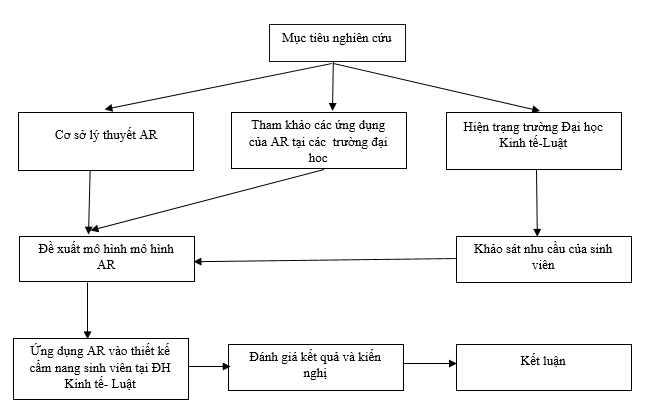 Mục tiêu nghiên cứu
Cơ sở lý thuyết AR
Tham khảo các ứng dụng
của AR tại các trường đại
học
Hiện trạng trường Đại học
Kinh tế-Luật
Đề xuất mô hình mô hình
AR
Khảo sát nhu cầu của sinh
viên
Ứng dụng AR vào thiết kế
cẩm nang sinh viên tại ĐH
Kinh tế- Luật
Đánh giá kết quả và kiến
nghị
Kết luận